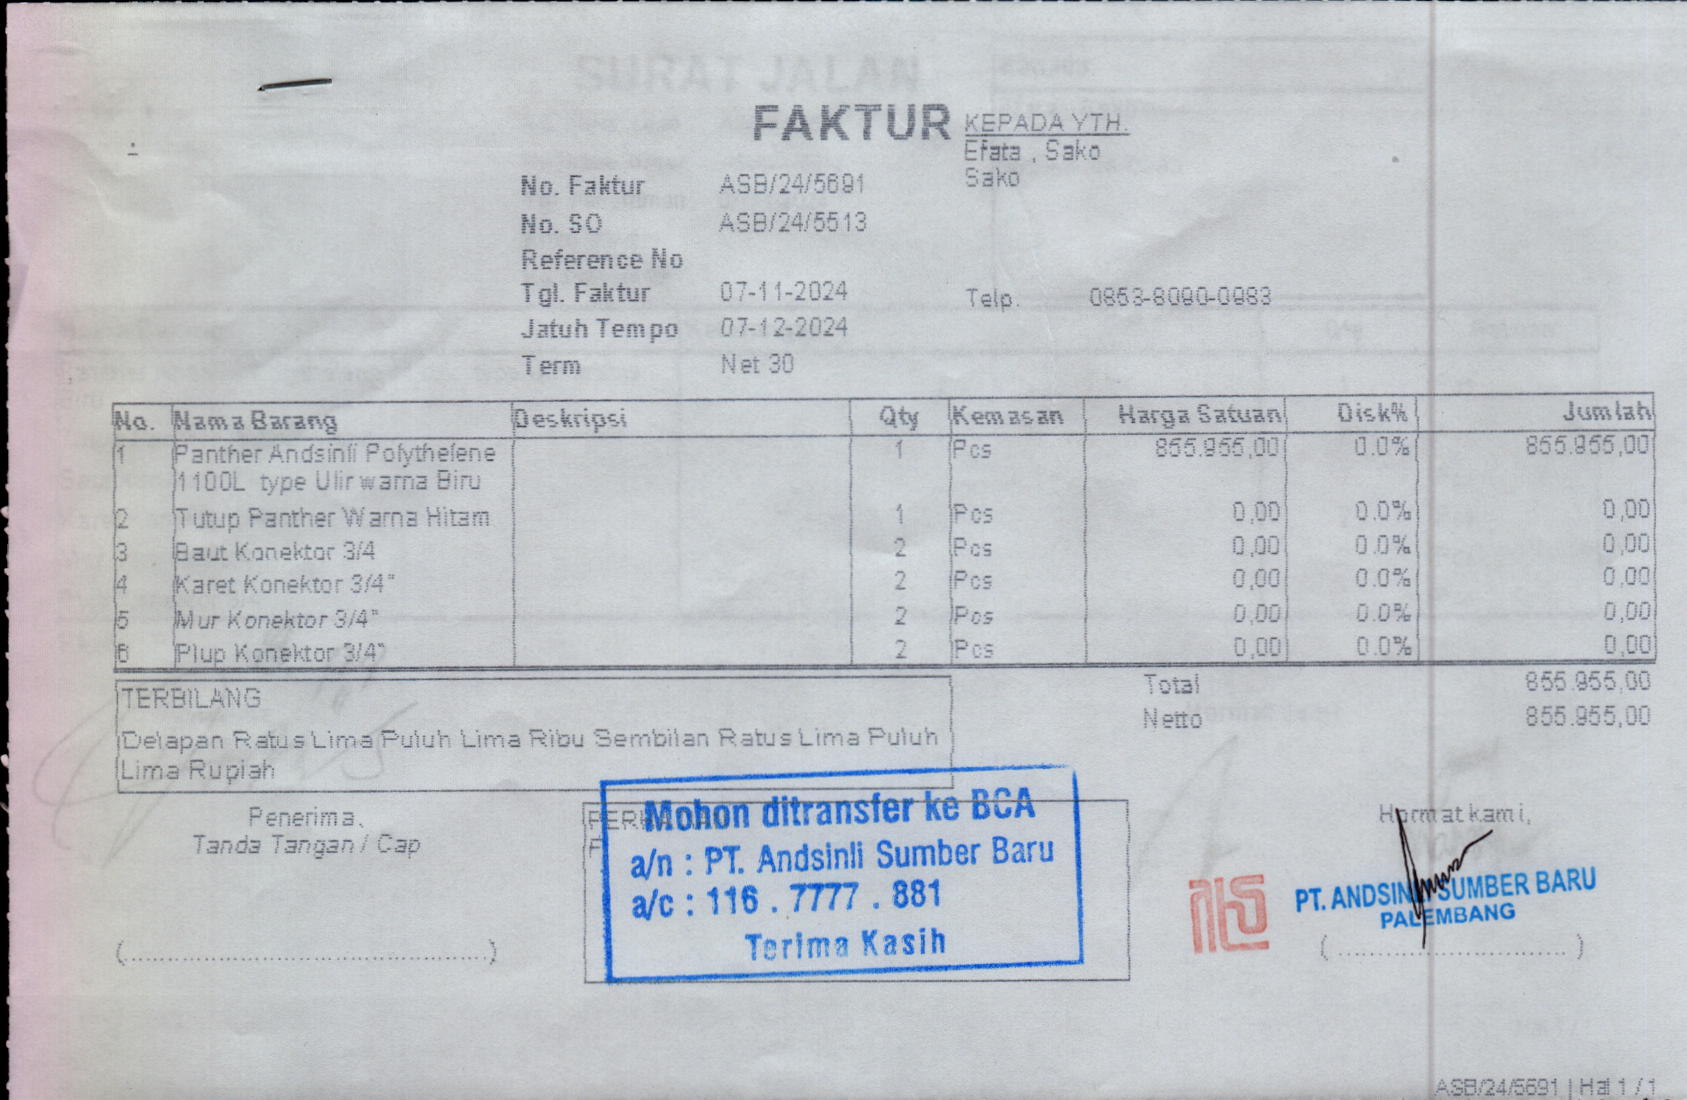 SURAT JALAN
FAKTUR
KEPADA YTH.
Efata , Sako
Sako
No. Faktur ASB/24/5691
No. SO ASB/24/5513
Reference No
Tgl. Faktur 07-11-2024
Telp. 0853-8090-0983
Jatuh Tempo 07-12-2024
Term Net 30
No. Nama Barang Deskripsi Qty Kemasan Harga Satuan Disk% Jumlah
1 Panther Andsinli Polythelene 1 Pcs 855.955,00 0.0% 855.955,00
1100L type Ulir warna Biru
2 Tutup Panther Warna Hitam 1 Pcs 0,00 0.0% 0,00
3 Baut Konektor 3/4 2 Pcs 0,00 0.0% 0,00
4 Karet Konektor 3/4" 2 Pcs 0,00 0.0% 0,00
5 Mur Konektor 3/4" 2 Pcs 0,00 0.0% 0,00
6 Plup Konektor 3/4" 2 Pcs 0,00 0.0% 0,00
Total 855.955,00
Netto 855.955,00
TERBILANG
Delapan Ratus Lima Puluh Lima Ribu Sembilan Ratus Lima Puluh
Lima Rupiah
Penerima,
Tanda Tangan / Cap
(................................................)
Mohon ditransfer ke BCA
a/n : PT. Andsinli Sumber Baru
a/c : 116 . 7777 . 881
Terima Kasih
Hormat kami,
PT. ANDSINLI SUMBER BARU
PALEMBANG
( ................................ )
ASB/24/5691 | Hal 1 / 1